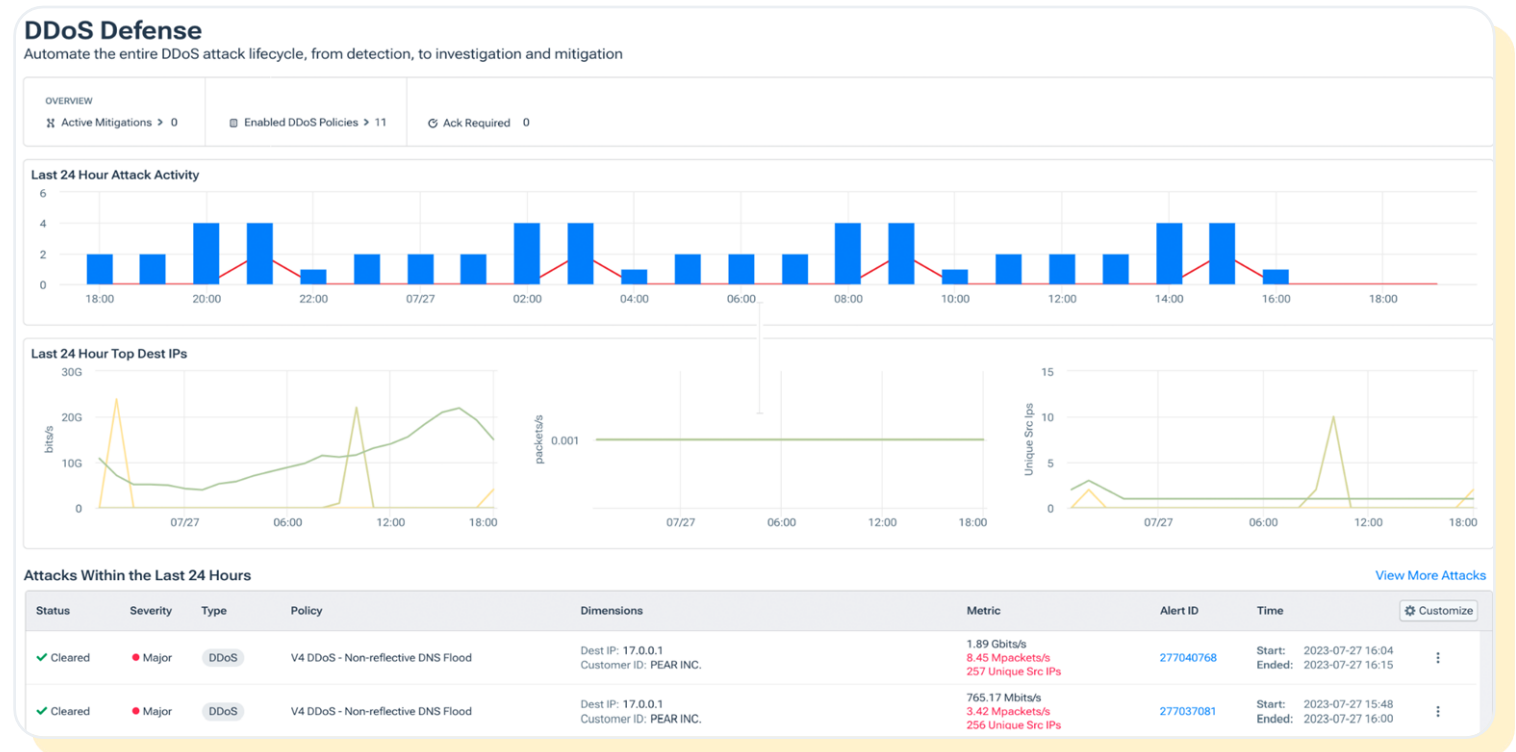 DDoS Defense
Automate the entire DDoS attack lifecycle, from detection, to investigation and mitigation
OVERVIEW
Active Mitigations > 0
Enabled DDoS Policies > 11
Ack Required 0
Last 24 Hour Attack Activity
6
4
2
0
18:00 20:00 22:00 07/27 02:00 04:00 06:00 08:00 10:00 12:00 14:00 16:00 18:00
Last 24 Hour Top Dest IPs
30G
20G
10G
0
bits/s
07/27 06:00 12:00 18:00
packets/s
0.001
07/27 06:00 12:00 18:00
Unique Src Ips
15
10
5
0
07/27 06:00 12:00 18:00
Attacks Within the Last 24 Hours
View More Attacks
Status Severity Type Policy Dimensions Metric Alert ID Time Customize
Cleared Major DDoS V4 DDoS - Non-reflective DNS Flood
Dest IP: 17.0.0.1
Customer ID: PEAR INC.
1.89 Gbits/s
8.45 Mpackets/s
257 Unique Src IPs
277040768
Start: 2023-07-27 16:04
Ended: 2023-07-27 16:15
Cleared Major DDoS V4 DDoS - Non-reflective DNS Flood
Dest IP: 17.0.0.1
Customer ID: PEAR INC.
765.17 Mbits/s
3.42 Mpackets/s
256 Unique Src IPs
277037081
Start: 2023-07-27 15:48
Ended: 2023-07-27 16:00